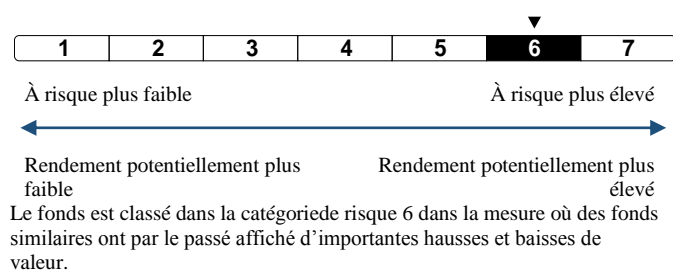 1 2 3 4 5 6 7
À risque plus faible À risque plus élevé
Rendement potentiellement plus faible Rendement potentiellement plus élevé
Le fonds est classé dans la catégoriede risque 6 dans la mesure où des fonds
similaires ont par le passé affiché d'importantes hausses et baisses de
valeur.